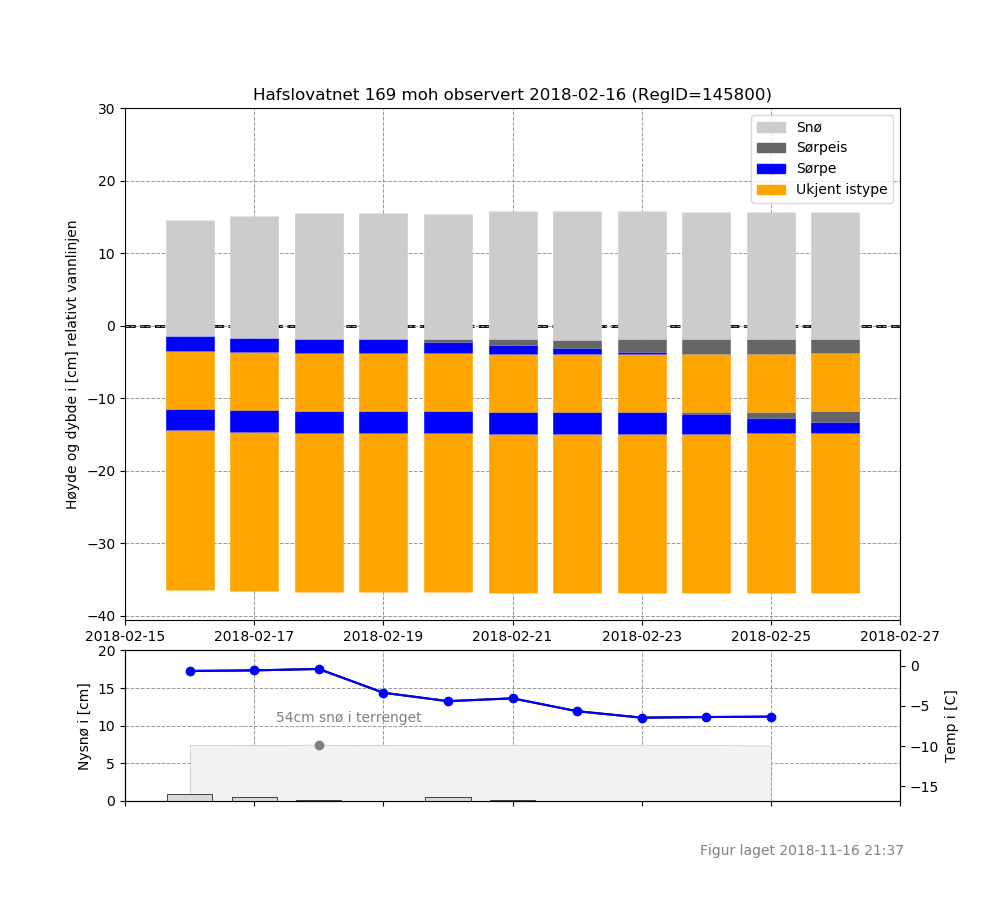 Hafslovatnet 169 moh observert 2018-02-16 (RegID=145800)
Høyde og dybde i [cm] relativt vannlinjen
30
20
10
0
−10
−20
−30
−40
Snø
Sørpeis
Sørpe
Ukjent istype
2018-02-15 2018-02-17 2018-02-19 2018-02-21 2018-02-23 2018-02-25 2018-02-27
Nysnø i [cm]
20
15
10
5
0
54cm snø i terrenget
0
−5
−10
−15
Temp i [C]
Figur laget 2018-11-16 21:37